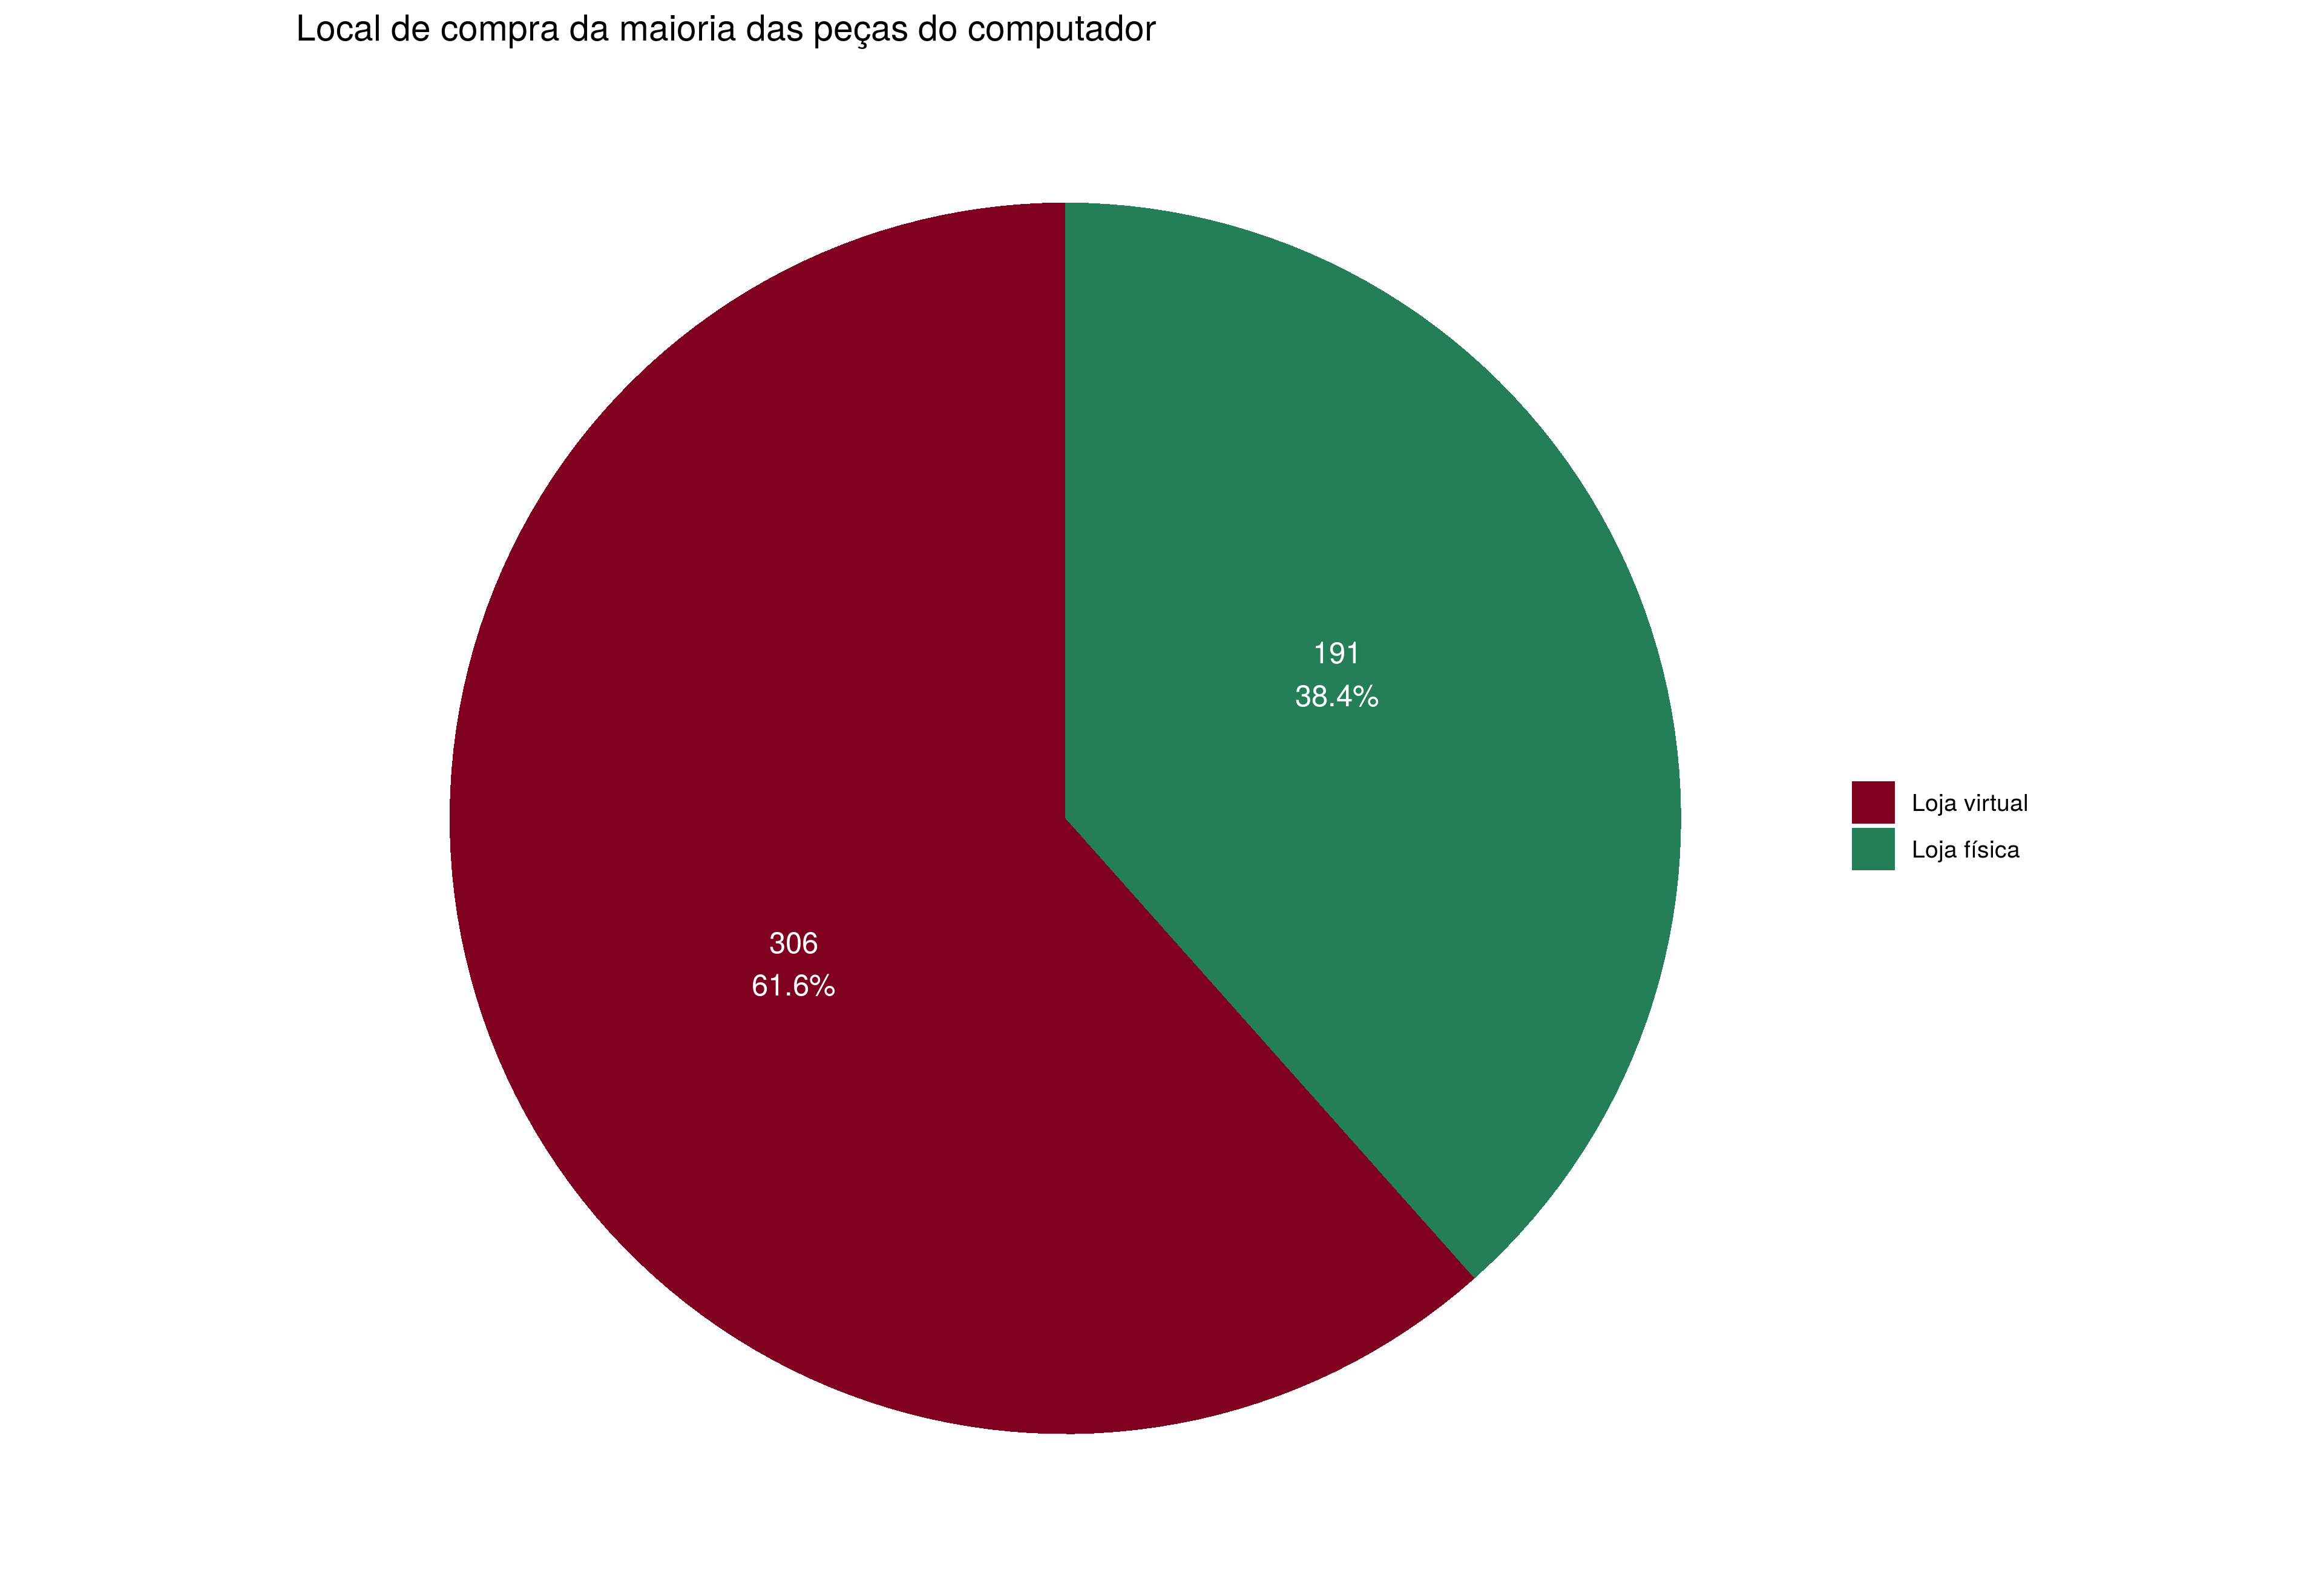 Local de compra da maioria das peças do computador
191
38.4%
306
61.6%
Loja virtual
Loja física